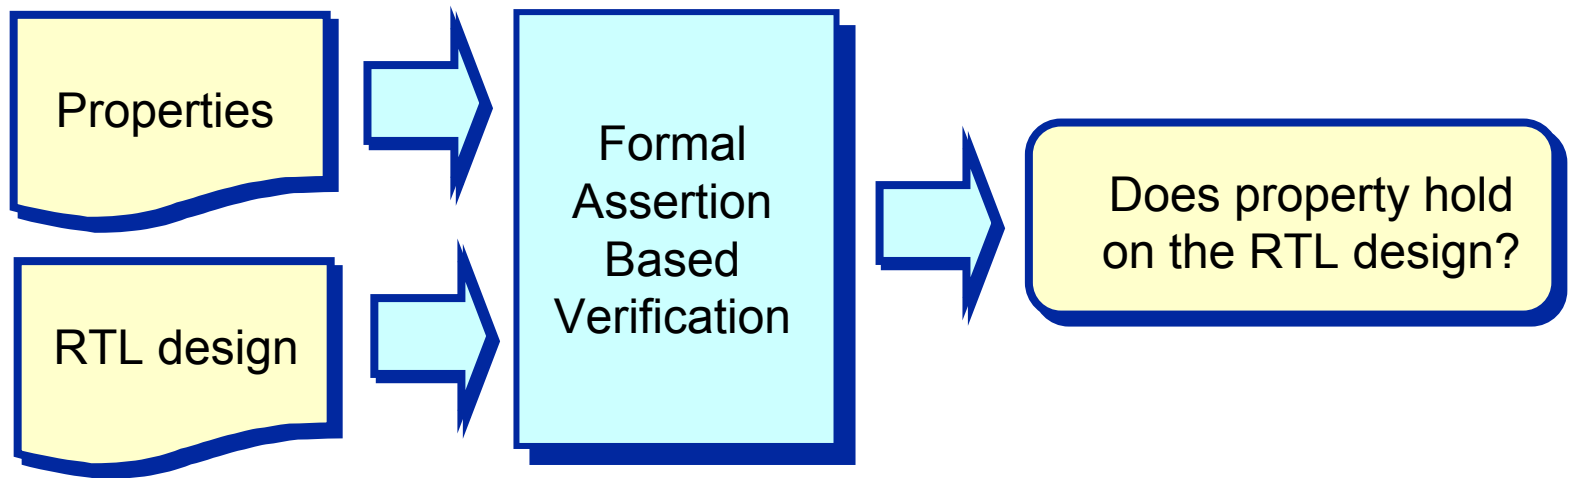 Properties
RTL design
Formal
Assertion
Based
Verification
Does property hold
on the RTL design?